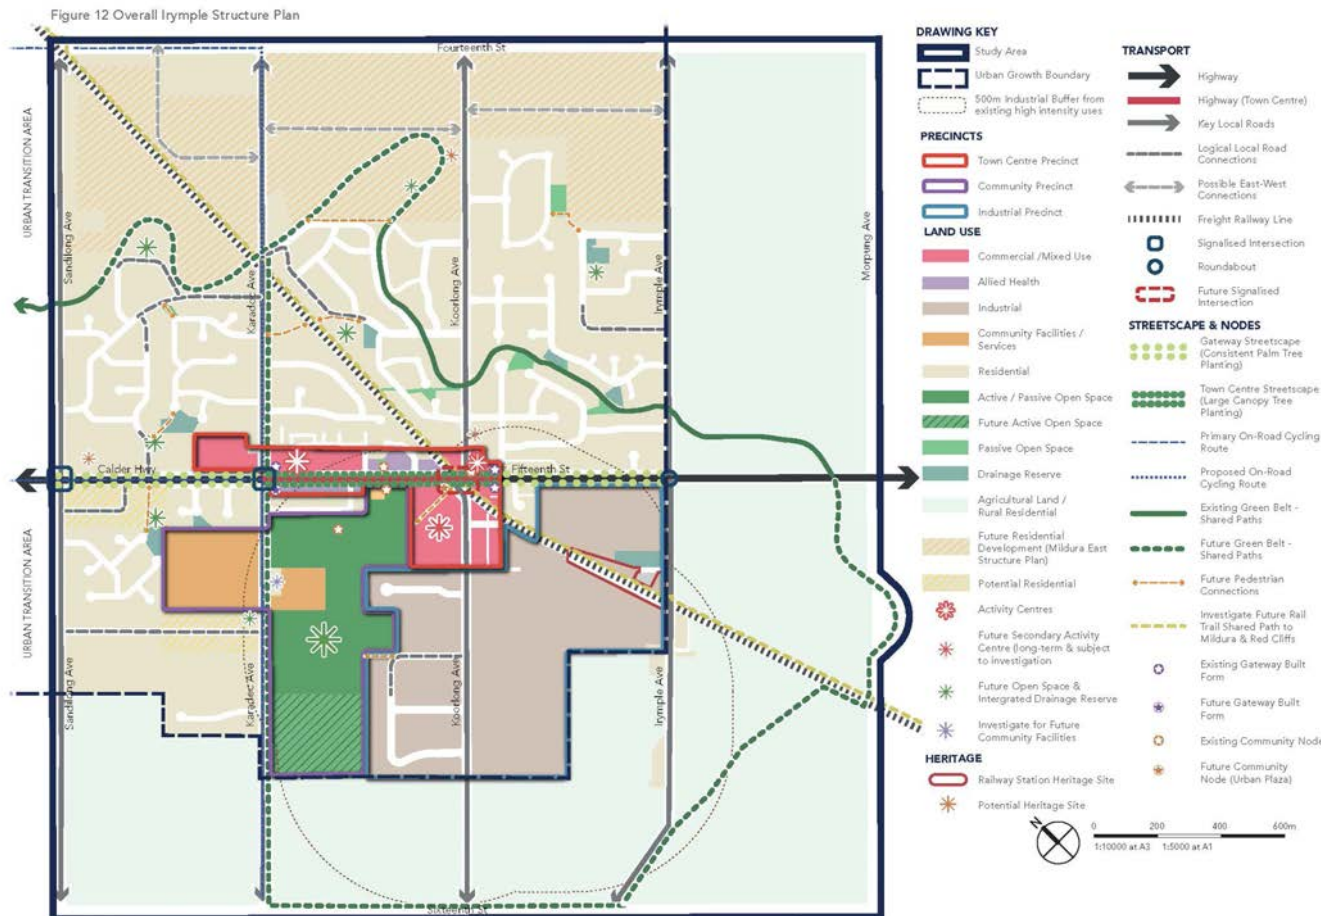 Figure 12 Overall Irymple Structure Plan
Fourteenth St
URBAN TRANSITION AREA
Sandilong Ave
Karadoc Ave
Koorlong Ave
Irymple Ave
Morpung Ave
Calder Hwy
Fifteenth St
URBAN TRANSITION AREA
Sandilong Ave
Karadoc Ave
Koorlong Ave
Irymple Ave
Sixteenth St
DRAWING KEY
Study Area
Urban Growth Boundary
500m Industrial Buffer from
existing high intensity uses
PRECINCTS
Town Centre Precinct
Community Precinct
Industrial Precinct
LAND USE
Commercial /Mixed Use
Allied Health
Industrial
Community Facilities /
Services
Residential
Active / Passive Open Space
Future Active Open Space
Passive Open Space
Drainage Reserve
Agricultural Land /
Rural Residential
Future Residential
Development (Mildura East
Structure Plan)
Potential Residential
Activity Centres
Future Secondary Activity
Centre (long-term & subject
to investigation
Future Open Space &
Intergrated Drainage Reserve
Investigate for Future
Community Facilities
HERITAGE
Railway Station Heritage Site
Potential Heritage Site
TRANSPORT
Highway
Highway (Town Centre)
Key Local Roads
Logical Local Road
Connections
Possible East-West
Connections
Freight Railway Line
Signalised Intersection
Roundabout
Future Signalised
Intersection
STREETSCAPE & NODES
Gateway Streetscape
(Consistent Palm Tree
Planting)
Town Centre Streetscape
(Large Canopy Tree
Planting)
Primary On-Road Cycling
Route
Proposed On-Road
Cycling Route
Existing Green Belt -
Shared Paths
Future Green Belt -
Shared Paths
Future Pedestrian
Connections
Investigate Future Rail
Trail Shared Path to
Mildura & Red Cliffs
Existing Gateway Built
Form
Future Gateway Built
Form
Existing Community Node
Future Community
Node (Urban Plaza)
N
0 200 400 600m
1:10000 at A3 1:5000 at A1